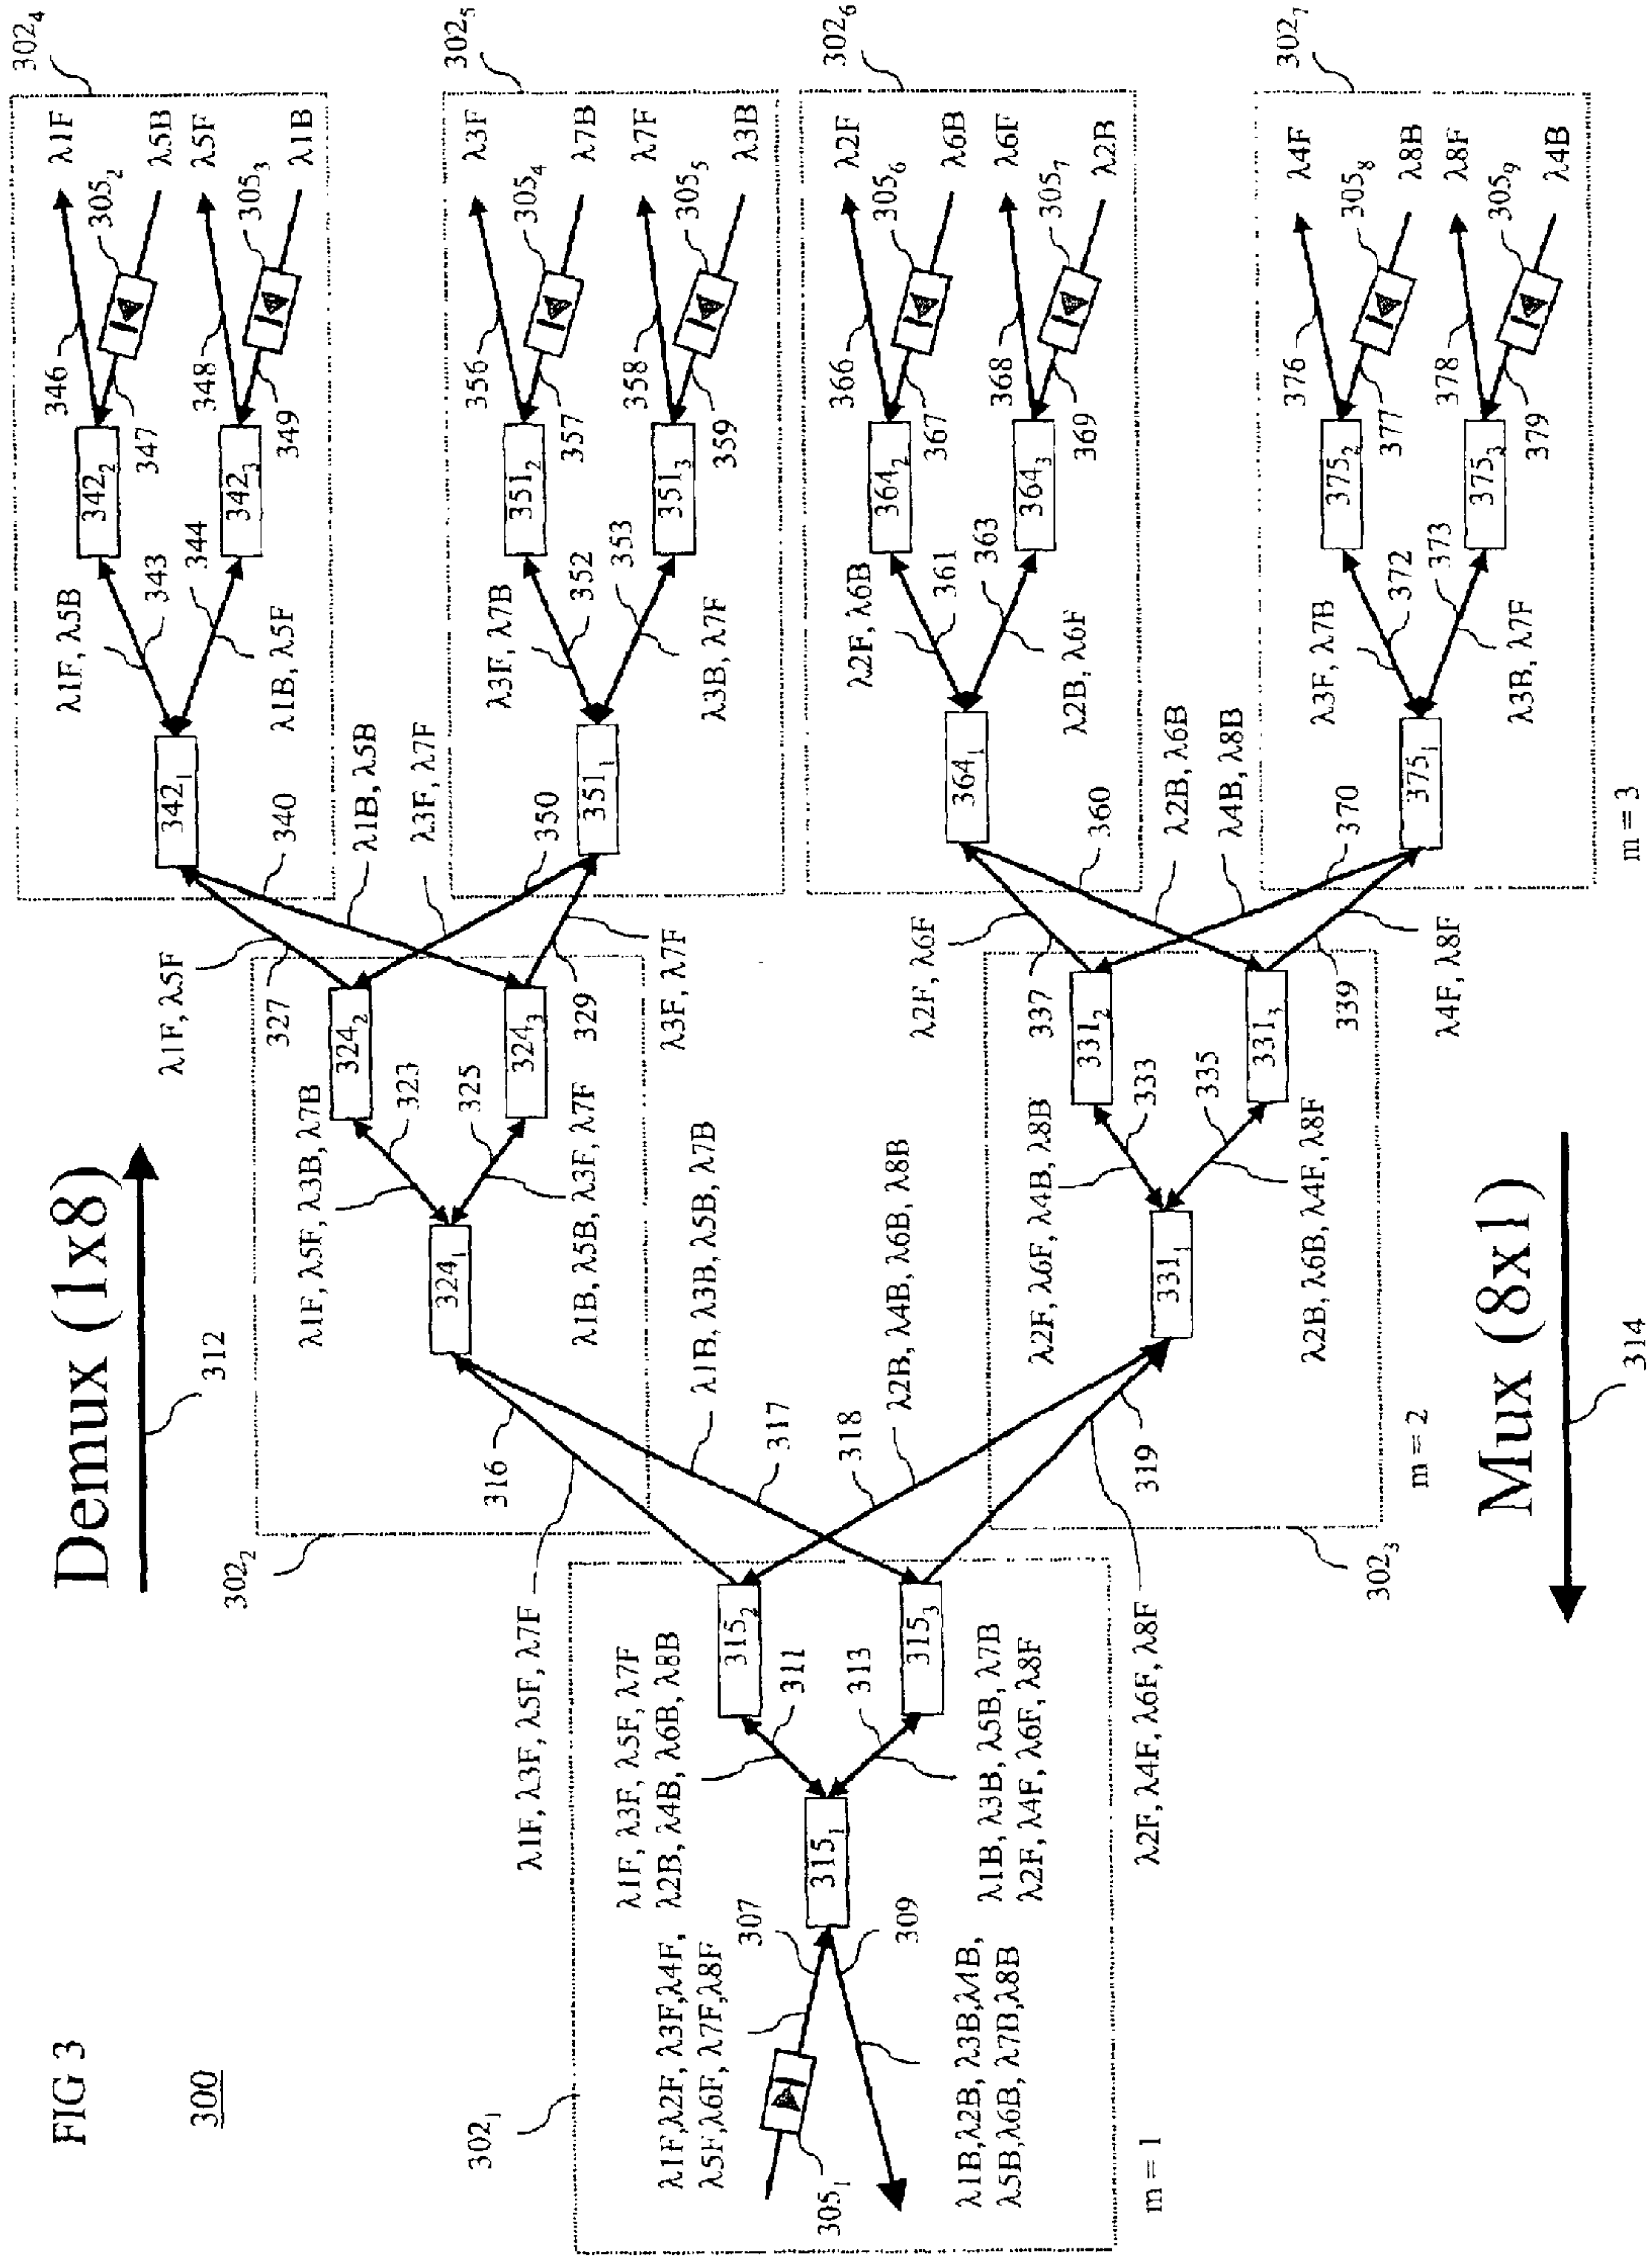 FIG 3
300
Demux (1x8)
312
Mux (8x1)
314
302₁
m = 1
305₁
λ1F,λ2F, λ3F,λ4F,
λ5F,λ6F, λ7F,λ8F
307
309
λ1B,λ2B, λ3B,λ4B,
λ5B,λ6B, λ7B,λ8B
315₁
λ1F, λ3F, λ5F, λ7F
λ2B, λ4B, λ6B, λ8B
311
313
λ1B, λ3B, λ5B, λ7B
λ2F, λ4F, λ6F, λ8F
315₂
315₃
λ1F, λ3F, λ5F, λ7F
316
λ1B, λ3B, λ5B, λ7B
317
318
λ2B, λ4B, λ6B, λ8B
319
λ2F, λ4F, λ6F, λ8F
302₂
324₁
λ1F, λ5F, λ3B, λ7B
323
325
λ1B, λ5B, λ3F, λ7F
324₂
324₃
302₃
m = 2
331₁
λ2F, λ6F, λ4B, λ8B
333
335
λ2B, λ6B, λ4F, λ8F
331₂
331₃
λ1F, λ5F
327
340
λ1B, λ5B
λ3F, λ7F
350
329
λ3F, λ7F
λ2F, λ6F
337
360
λ2B, λ6B
λ4B, λ8B
370
339
λ4F, λ8F
302₄
342₁
λ1F, λ5B
343
344
λ1B, λ5F
342₂
342₃
346
347
305₂
348
349
305₃
λ1F
λ5B
λ5F
λ1B
302₅
351₁
λ3F, λ7B
352
353
λ3B, λ7F
351₂
351₃
356
357
305₄
358
359
305₅
λ3F
λ7B
λ7F
λ3B
302₆
364₁
λ2F, λ6B
361
363
λ2B, λ6F
364₂
364₃
366
367
305₆
368
369
305₇
λ2F
λ6B
λ6F
λ2B
302₇
m = 3
375₁
λ3F, λ7B
372
373
λ3B, λ7F
375₂
375₃
376
377
305₈
378
379
305₉
λ4F
λ8B
λ8F
λ4B